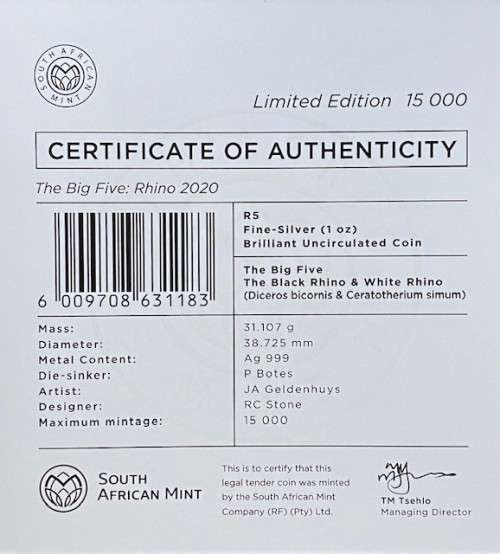 SOUTH AFRICAN MINT
Limited Edition 15 000
CERTIFICATE OF AUTHENTICITY
The Big Five: Rhino 2020
R5
Fine-Silver (1 oz)
Brilliant Uncirculated Coin
The Big Five
The Black Rhino & White Rhino
(Diceros bicornis & Ceratotherium simum)
6 009708 631183
Mass: 31.107 g
Diameter: 38.725 mm
Metal Content: Ag 999
Die-sinker: P Botes
Artist: JA Geldenhuys
Designer: RC Stone
Maximum mintage: 15 000
SOUTH
AFRICAN MINT
This is to certify that this
legal tender coin was minted
by the South African Mint
Company (RF) (Pty) Ltd.
TM Tsehlo
Managing Director